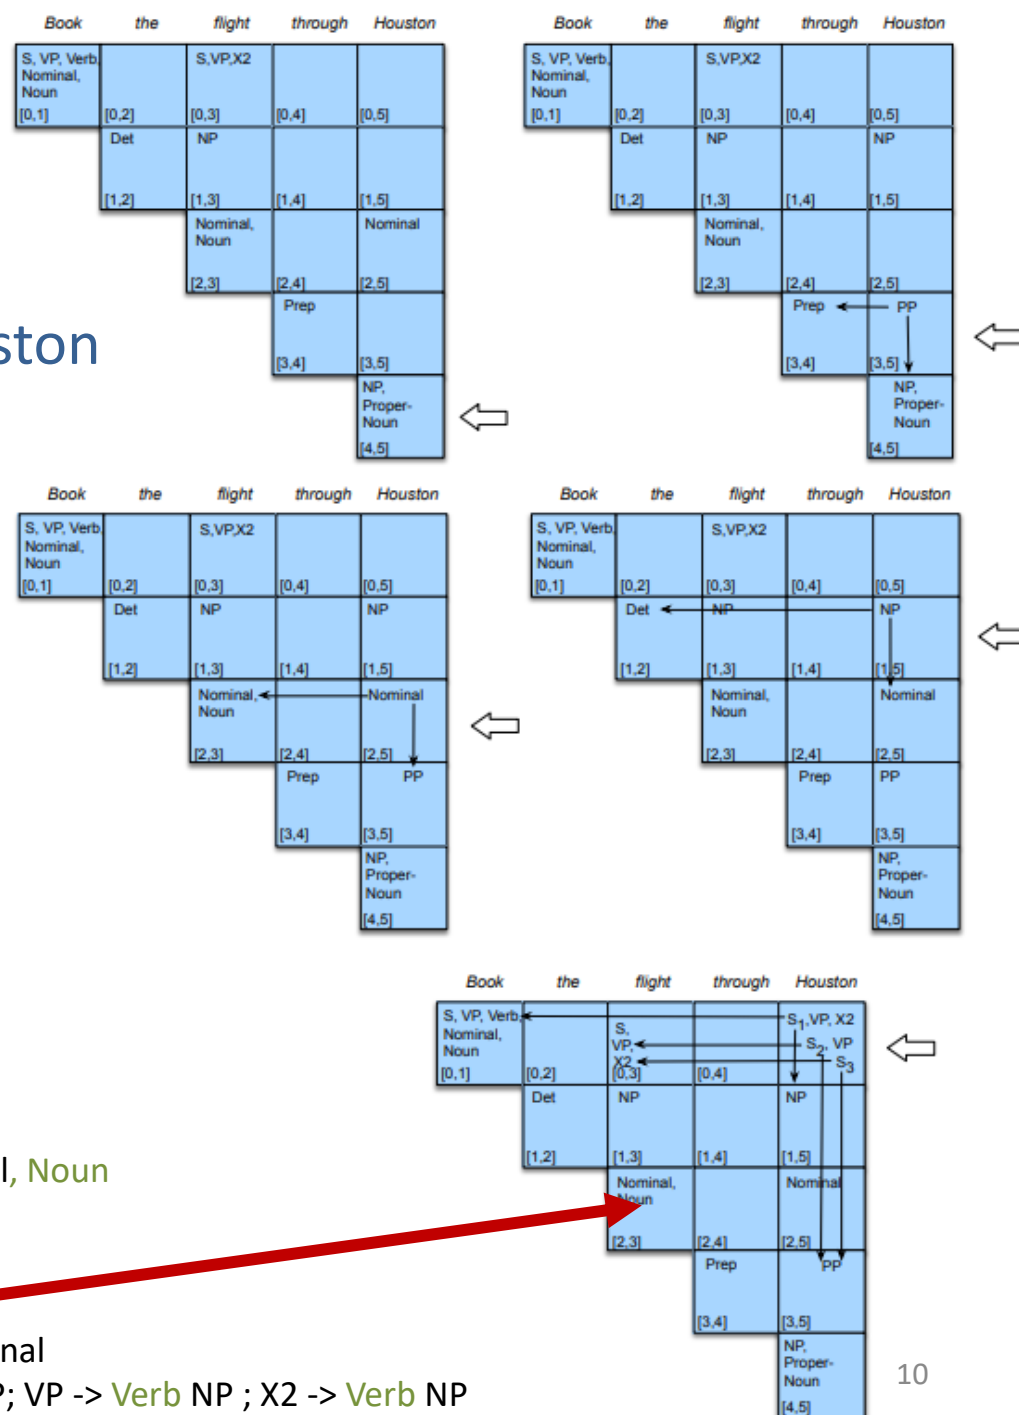 Book the flight through Houston
S, VP, Verb, Nominal, Noun [0,1]
[0,2]
S,VP,X2 [0,3]
[0,4]
[0,5]
Det [1,2]
NP [1,3]
[1,4]
[1,5]
Nominal, Noun [2,3]
[2,4]
Nominal [2,5]
Prep [3,4]
[3,5]
NP, Proper-Noun [4,5]
Book the flight through Houston
S, VP, Verb, Nominal, Noun [0,1]
[0,2]
S,VP,X2 [0,3]
[0,4]
[0,5]
Det [1,2]
NP [1,3]
[1,4]
NP [1,5]
Nominal, Noun [2,3]
[2,4]
[2,5]
Prep [3,4]
PP [3,5]
NP, Proper-Noun [4,5]
ston
Book the flight through Houston
S, VP, Verb, Nominal, Noun [0,1]
[0,2]
S,VP,X2 [0,3]
[0,4]
[0,5]
Det [1,2]
NP [1,3]
[1,4]
NP [1,5]
Nominal, Noun [2,3]
[2,4]
Nominal [2,5]
Prep [3,4]
PP [3,5]
NP, Proper-Noun [4,5]
Book the flight through Houston
S, VP, Verb, Nominal, Noun [0,1]
[0,2]
S,VP,X2 [0,3]
[0,4]
[0,5]
Det [1,2]
NP [1,3]
[1,4]
NP [1,5]
Nominal, Noun [2,3]
[2,4]
Nominal [2,5]
Prep [3,4]
PP [3,5]
NP, Proper-Noun [4,5]
Book the flight through Houston
S, VP, Verb, Nominal, Noun [0,1]
[0,2]
S, VP, X2 [0,3]
[0,4]
S1, VP, X2
S2, VP
S3
Det [1,2]
NP [1,3]
[1,4]
NP [1,5]
Nominal, Noun [2,3]
[2,4]
Nominal [2,5]
Prep [3,4]
PP [3,5]
NP, Proper-Noun [4,5]
l, Noun
nal
P; VP -> Verb NP ; X2 -> Verb NP
10